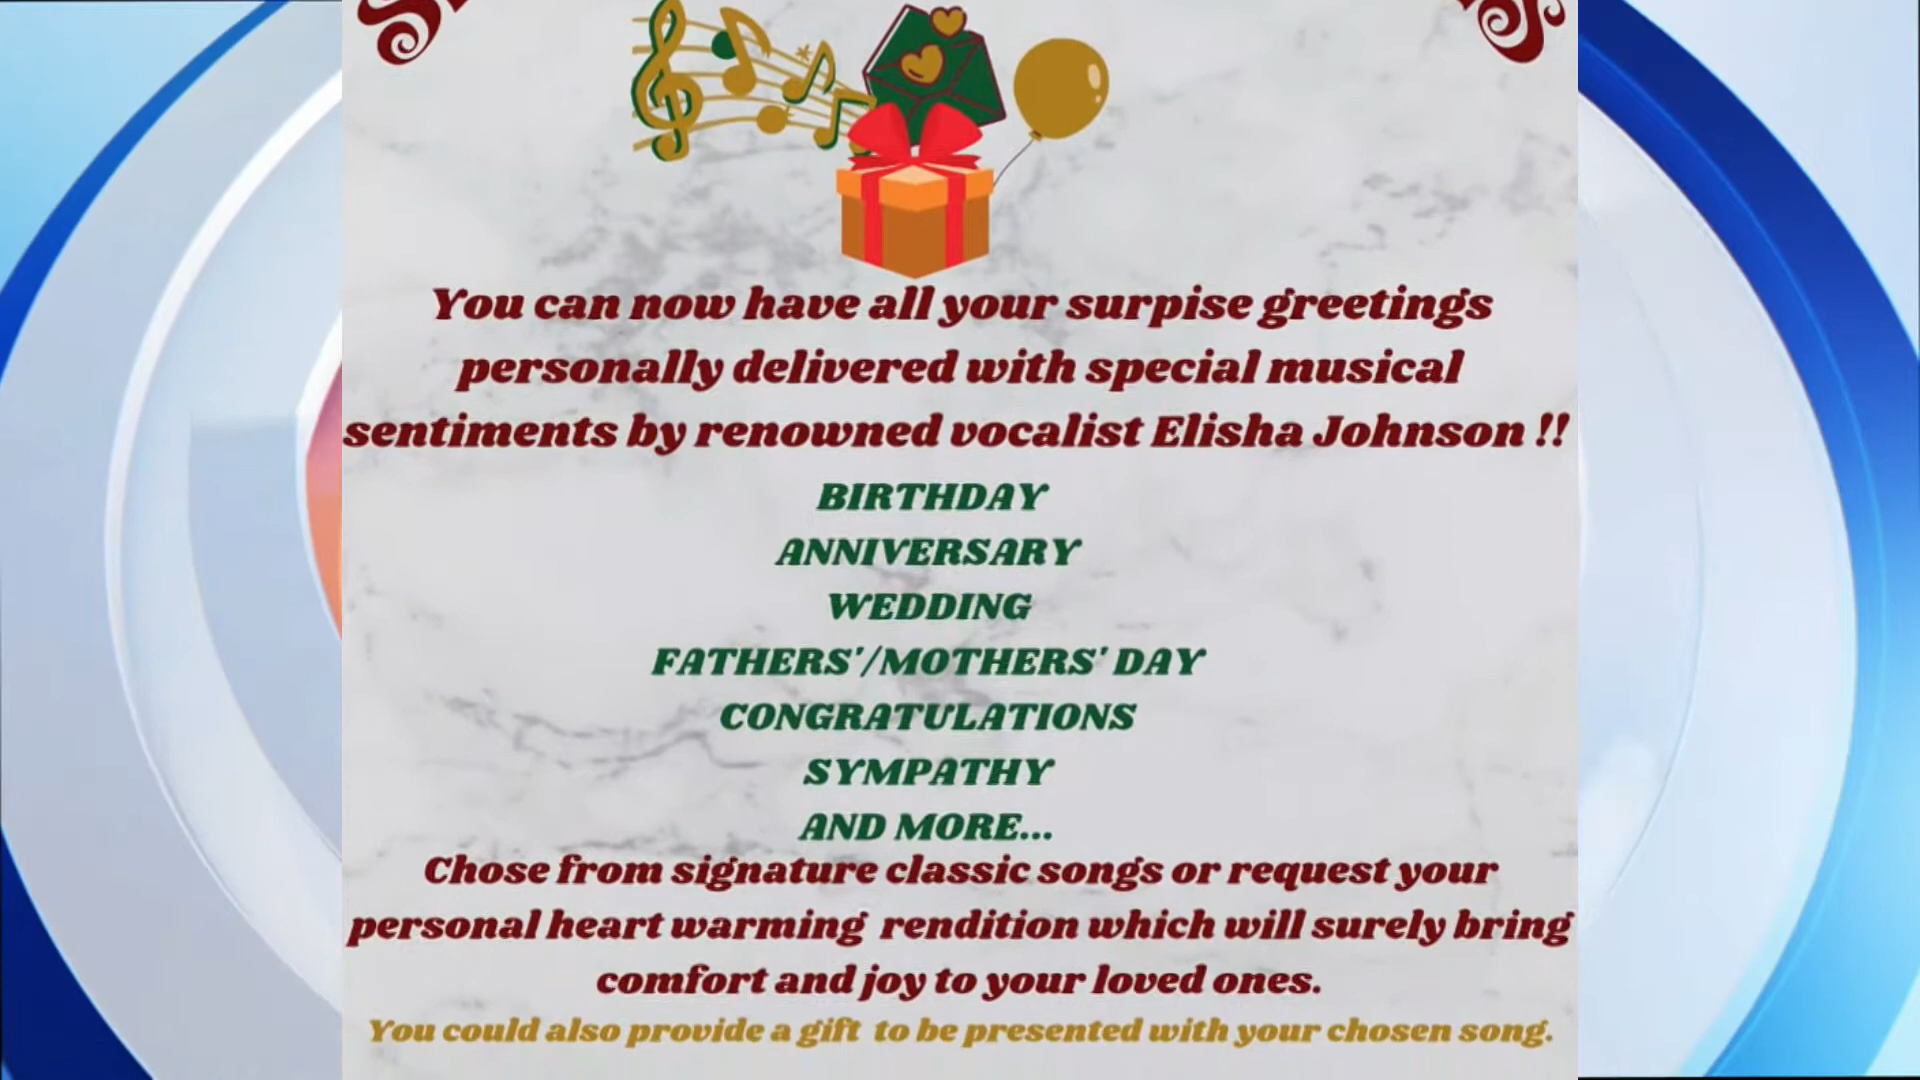 You can now have all your surpise greetings
personally delivered with special musical
sentiments by renowned vocalist Elisha Johnson !!
BIRTHDAY
ANNIVERSARY
WEDDING
FATHERS'/MOTHERS' DAY
CONGRATULATIONS
SYMPATHY
AND MORE...
Chose from signature classic songs or request your
personal heart warming rendition which will surely bring
comfort and joy to your loved ones.
You could also provide a gift to be presented with your chosen song.